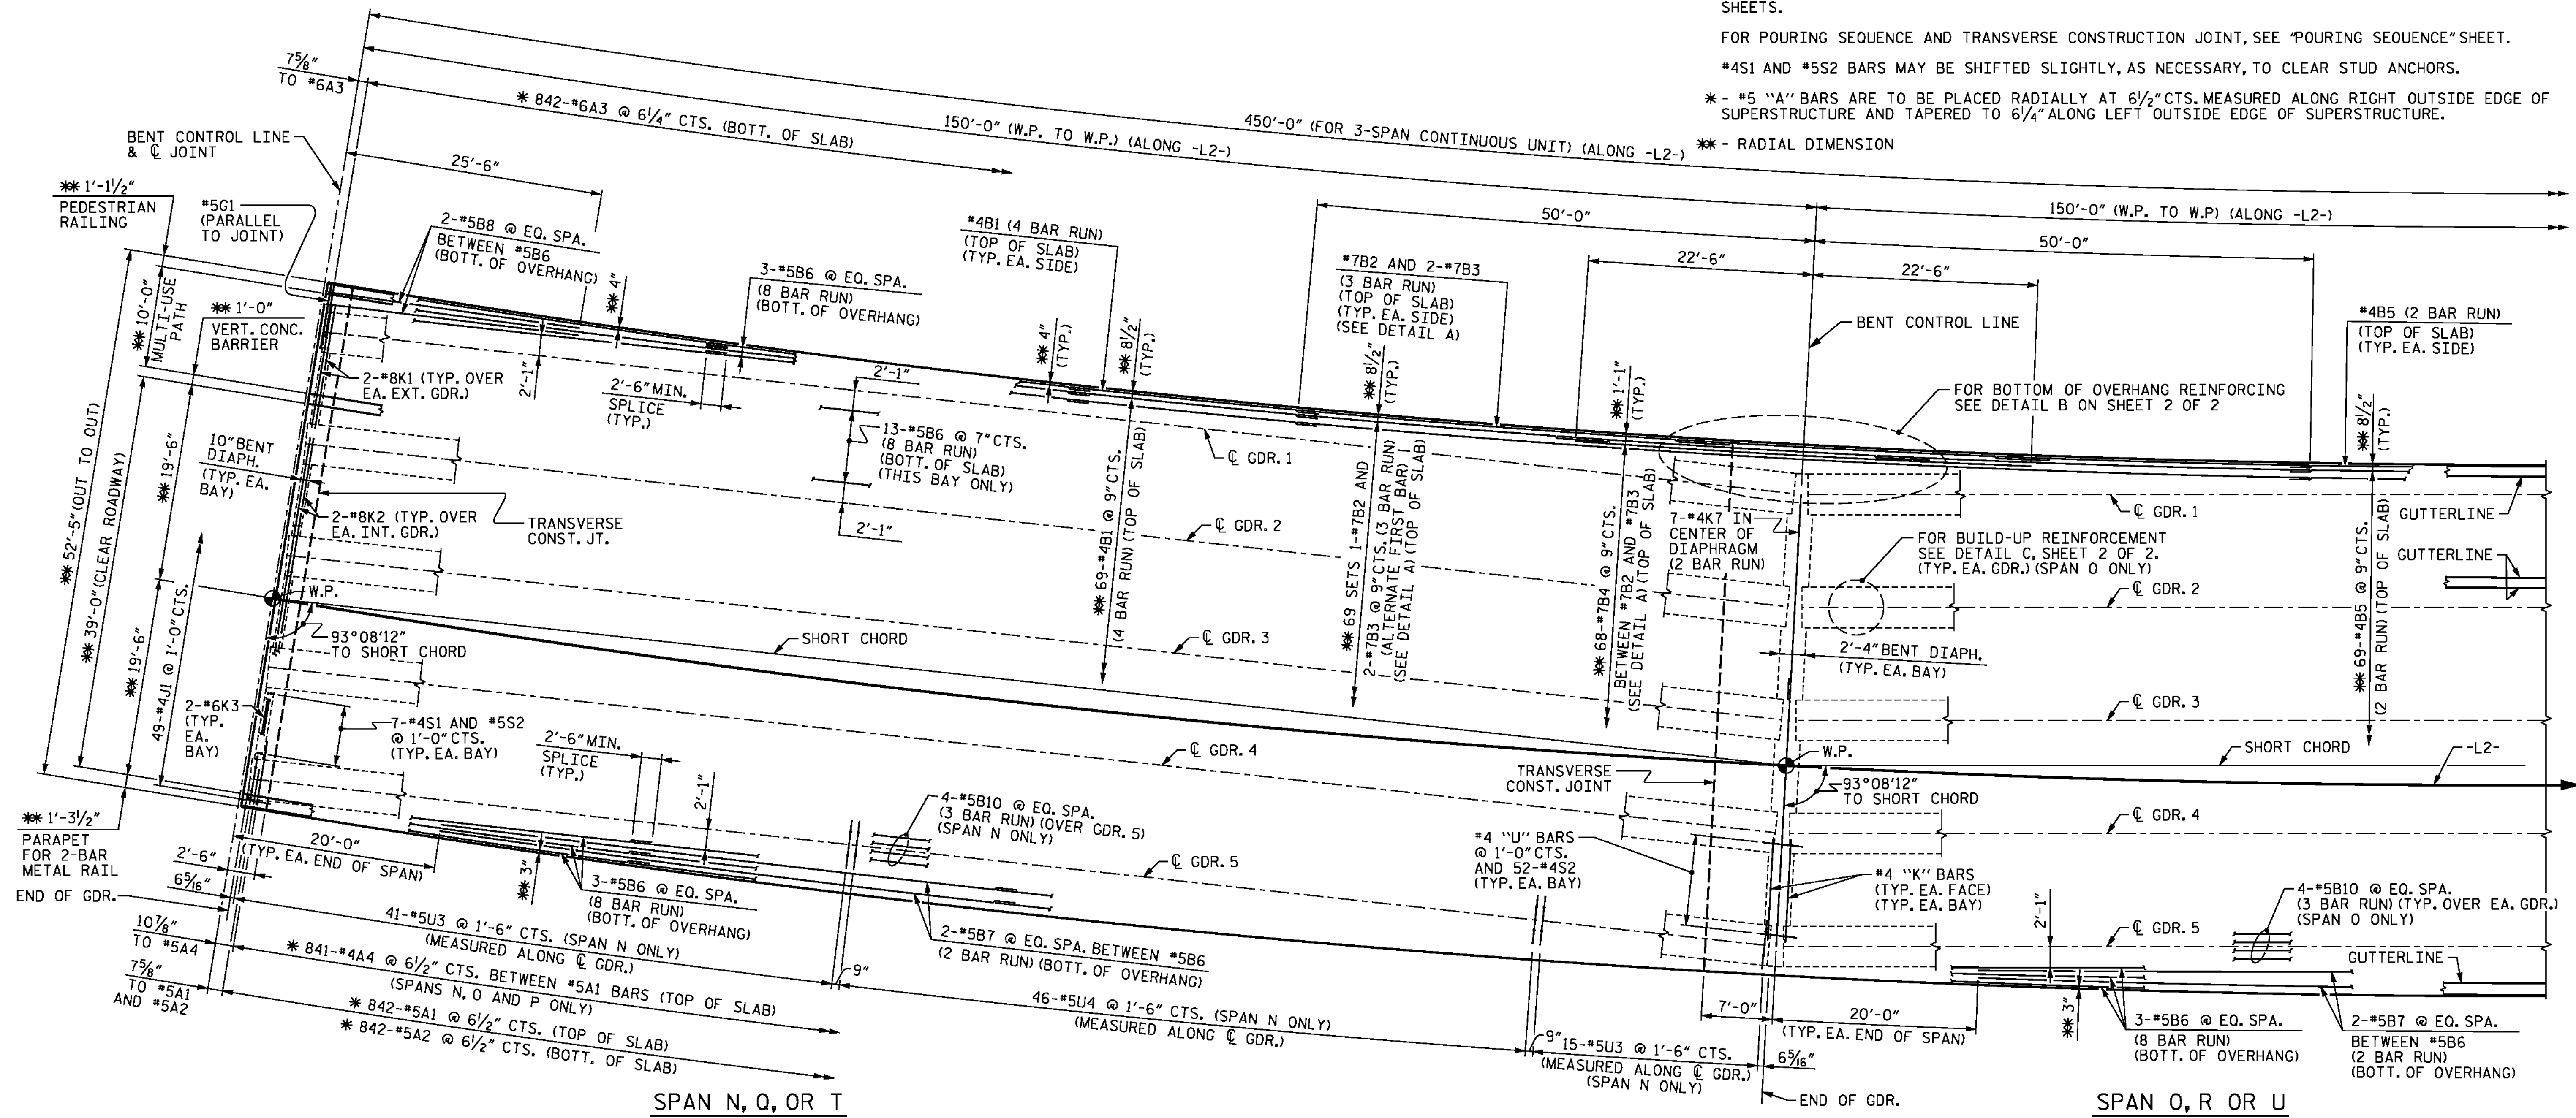 SHEETS.
FOR POURING SEQUENCE AND TRANSVERSE CONSTRUCTION JOINT, SEE "POURING SEQUENCE" SHEET.
#4S1 AND #5S2 BARS MAY BE SHIFTED SLIGHTLY, AS NECESSARY, TO CLEAR STUD ANCHORS.
* - #5 "A" BARS ARE TO BE PLACED RADIALLY AT 6½" CTS. MEASURED ALONG RIGHT OUTSIDE EDGE OF
SUPERSTRUCTURE AND TAPERED TO 6¼" ALONG LEFT OUTSIDE EDGE OF SUPERSTRUCTURE.
** - RADIAL DIMENSION
450'-0" (FOR 3-SPAN CONTINUOUS UNIT) (ALONG -L2-)
150'-0" (W.P. TO W.P.) (ALONG -L2-)
150'-0" (W.P. TO W.P) (ALONG -L2-)
7⅝"
TO #6A3
* 842-#6A3 @ 6¼" CTS. (BOTT. OF SLAB)
BENT CONTROL LINE
& ℄ JOINT
25'-6"
** 1'-1½"
PEDESTRIAN
RAILING
#5G1
(PARALLEL
TO JOINT)
2-#5B8 @ EQ. SPA.
BETWEEN #5B6
(BOTT. OF OVERHANG)
** 4"
3-#5B6 @ EQ. SPA.
(8 BAR RUN)
(BOTT. OF OVERHANG)
#4B1 (4 BAR RUN)
(TOP OF SLAB)
(TYP. EA. SIDE)
** 4"
(TYP.)
** 8½"
(TYP.)
50'-0"
50'-0"
#7B2 AND 2-#7B3
(3 BAR RUN)
(TOP OF SLAB)
(TYP. EA. SIDE)
(SEE DETAIL A)
** 8½"
(TYP.)
22'-6"
22'-6"
** 1'-1"
(TYP.)
BENT CONTROL LINE
#4B5 (2 BAR RUN)
(TOP OF SLAB)
(TYP. EA. SIDE)
** 8½"
(TYP.)
FOR BOTTOM OF OVERHANG REINFORCING
SEE DETAIL B ON SHEET 2 OF 2
** 10'-0"
MULTI-USE
PATH
** 1'-0"
VERT. CONC.
BARRIER
2-#8K1 (TYP. OVER
EA. EXT. GDR.)
2'-1"
2'-6" MIN.
SPLICE
(TYP.)
2'-1"
13-#5B6 @ 7" CTS.
(8 BAR RUN)
(BOTT. OF SLAB)
(THIS BAY ONLY)
2'-1"
** 52'-5" (OUT TO OUT)
** 39'-0" (CLEAR ROADWAY)
** 19'-6"
** 19'-6"
49-#4J1 @ 1'-0" CTS.
10" BENT
DIAPH.
(TYP. EA.
BAY)
2-#8K2 (TYP. OVER
EA. INT. GDR.)
TRANSVERSE
CONST. JT.
** 69-#4B1 @ 9" CTS.
(4 BAR RUN) (TOP OF SLAB)
** 69 SETS 1-#7B2 AND
2-#7B3 @ 9" CTS. (3 BAR RUN)
(ALTERNATE FIRST BAR)
(SEE DETAIL A) (TOP OF SLAB)
** 68-#7B4 @ 9" CTS.
BETWEEN #7B2 AND #7B3
(SEE DETAIL A) (TOP OF SLAB)
7-#4K7 IN
CENTER OF
DIAPHRAGM
(2 BAR RUN)
℄ GDR. 1
℄ GDR. 2
℄ GDR. 3
℄ GDR. 4
℄ GDR. 5
℄ GDR. 1
GUTTERLINE
FOR BUILD-UP REINFORCEMENT
SEE DETAIL C, SHEET 2 OF 2.
(TYP. EA. GDR.) (SPAN O ONLY)
GUTTERLINE
℄ GDR. 2
** 69-#4B5 @ 9" CTS.
(2 BAR RUN) (TOP OF SLAB)
2'-4" BENT DIAPH.
(TYP. EA. BAY)
℄ GDR. 3
W.P.
93°08'12"
TO SHORT CHORD
SHORT CHORD
W.P.
SHORT CHORD
-L2-
93°08'12"
TO SHORT CHORD
℄ GDR. 4
2-#6K3
(TYP.
EA.
BAY)
7-#4S1 AND #5S2
@ 1'-0" CTS.
(TYP. EA. BAY)
2'-6" MIN.
SPLICE
(TYP.)
2'-1"
4-#5B10 @ EQ. SPA.
(3 BAR RUN) (OVER GDR. 5)
(SPAN N ONLY)
TRANSVERSE
CONST. JOINT
#4 "U" BARS
@ 1'-0" CTS.
AND 52-#4S2
(TYP. EA. BAY)
#4 "K" BARS
(TYP. EA. FACE)
(TYP. EA. BAY)
4-#5B10 @ EQ. SPA.
(3 BAR RUN) (TYP. OVER EA. GDR.)
(SPAN O ONLY)
2'-1"
℄ GDR. 5
GUTTERLINE
** 1'-3½"
PARAPET
FOR 2-BAR
METAL RAIL
2'-6"
20'-0"
(TYP. EA. END OF SPAN)
** 3"
3-#5B6 @ EQ. SPA.
(8 BAR RUN)
(BOTT. OF OVERHANG)
2-#5B7 @ EQ. SPA. BETWEEN #5B6
(2 BAR RUN) (BOTT. OF OVERHANG)
END OF GDR.
6⁵⁄₁₆"
41-#5U3 @ 1'-6" CTS. (SPAN N ONLY)
(MEASURED ALONG ℄ GDR.)
9"
46-#5U4 @ 1'-6" CTS. (SPAN N ONLY)
(MEASURED ALONG ℄ GDR.)
9"
15-#5U3 @ 1'-6" CTS.
(MEASURED ALONG ℄ GDR.)
(SPAN N ONLY)
6⁵⁄₁₆"
END OF GDR.
7'-0"
20'-0"
(TYP. EA. END OF SPAN)
** 3"
3-#5B6 @ EQ. SPA.
(8 BAR RUN)
(BOTT. OF OVERHANG)
2-#5B7 @ EQ. SPA.
BETWEEN #5B6
(2 BAR RUN)
(BOTT. OF OVERHANG)
10⅞"
TO #5A4
* 841-#4A4 @ 6½" CTS. BETWEEN #5A1 BARS (TOP OF SLAB)
(SPANS N, O AND P ONLY)
7⅝"
TO #5A1
AND #5A2
* 842-#5A1 @ 6½" CTS. (TOP OF SLAB)
* 842-#5A2 @ 6½" CTS. (BOTT. OF SLAB)
SPAN N, Q, OR T
SPAN O, R OR U